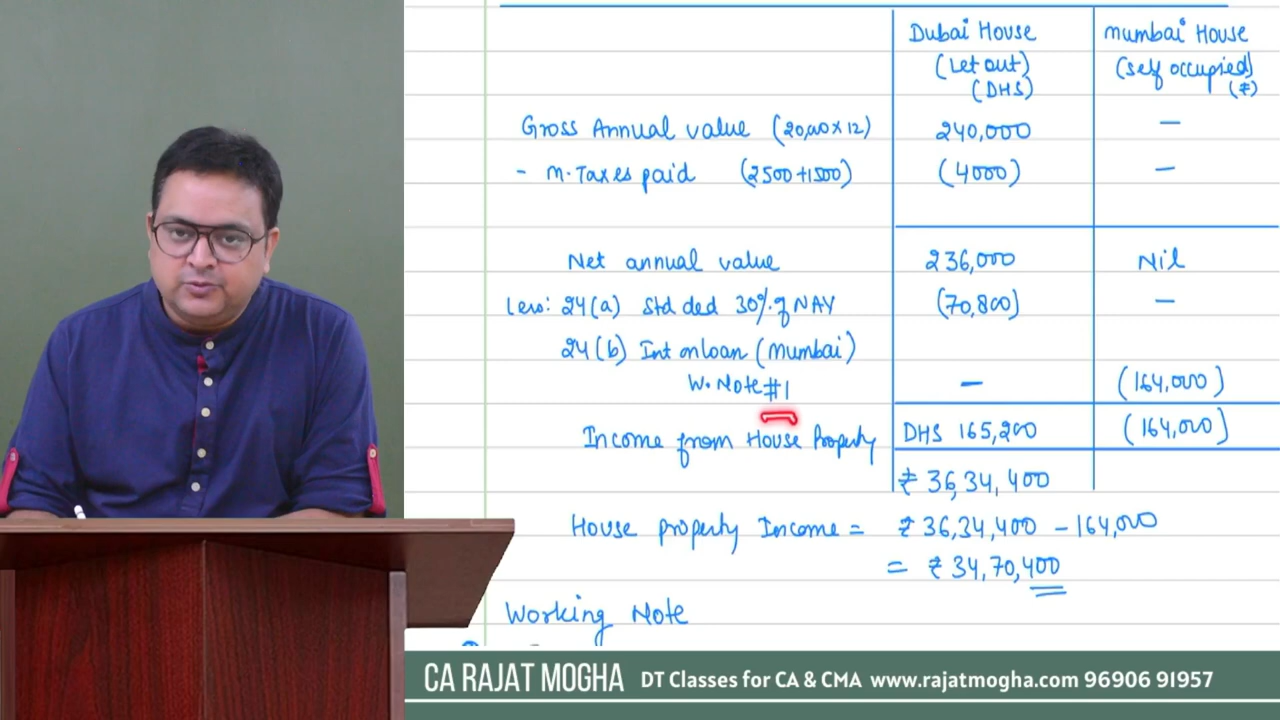 Dubai House mumbai House
(Let out) (self occupied)
(DHS) (₹)
Gross Annual value (20,000x12) 240,000 —
- m.Taxes paid (2500+1500) (4000) —
Net annual value 236,000 Nil
Less: 24(a) Std ded 30% of NAV (70,800) —
24(b) Int on loan (Mumbai)
W. Note #1 — (164,000)
Income from House Property DHS 165,200 (164,000)
₹ 36,34,400
House property Income = ₹ 36,34,400 - 164,000
= ₹ 34,70,400
Working Note
CA RAJAT MOGHA DT Classes for CA & CMA www.rajatmogha.com 96906 91957